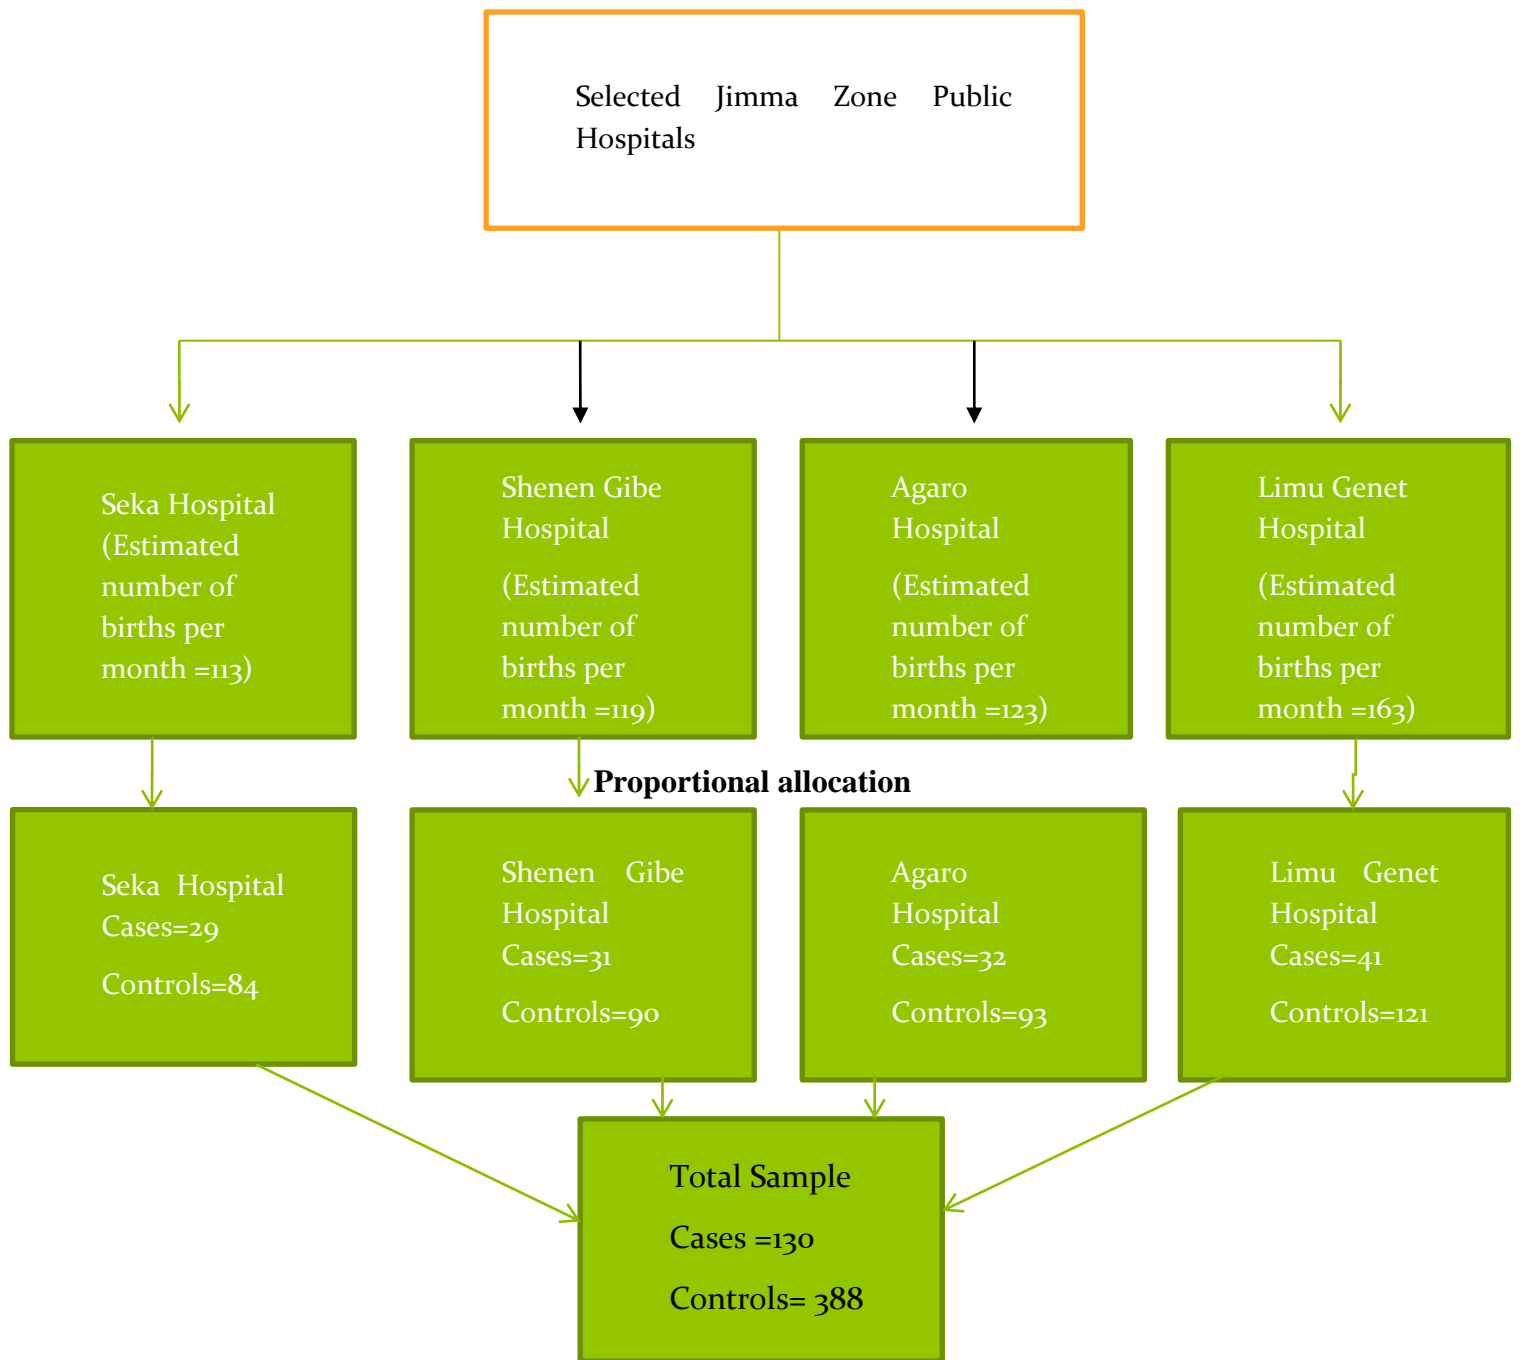 Selected Jimma Zone Public
Hospitals
Seka Hospital
(Estimated
number of
births per
month =113)
Shenen Gibe
Hospital
(Estimated
number of
births per
month =119)
Agaro
Hospital
(Estimated
number of
births per
month =123)
Limu Genet
Hospital
(Estimated
number of
births per
month =163)
Proportional allocation
Seka Hospital
Cases=29
Controls=84
Shenen Gibe
Hospital
Cases=31
Controls=90
Agaro
Hospital
Cases=32
Controls=93
Limu Genet
Hospital
Cases=41
Controls=121
Total Sample
Cases =130
Controls= 388